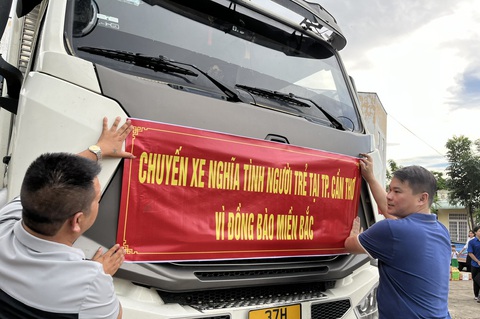 CHUYẾN XE NGHĨA TÌNH NGƯỜI TRẺ TẠI TP. CẦN THƠ
VÌ ĐỒNG BÀO MIỀN BẮC
37H